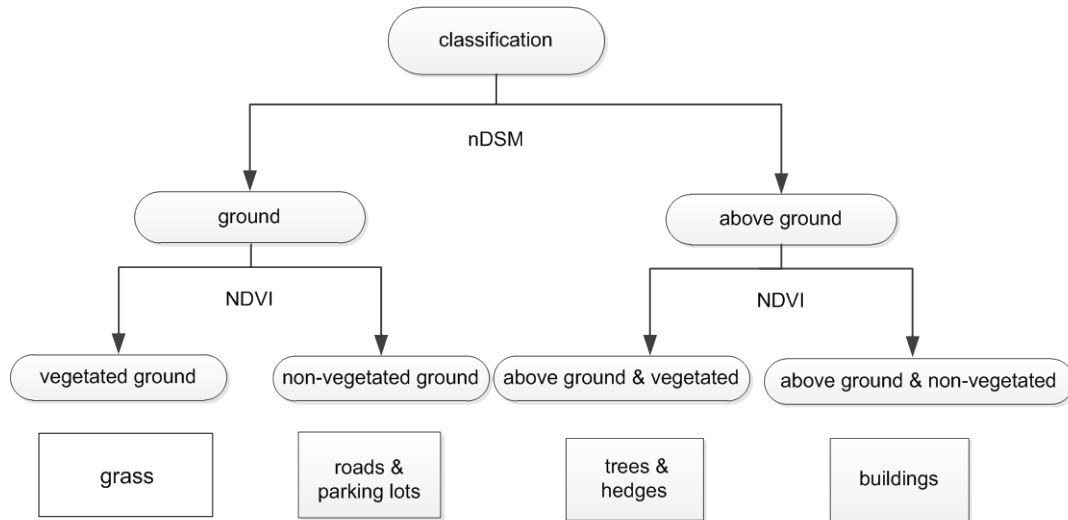 classification
nDSM
ground
above ground
NDVI
NDVI
vegetated ground
non-vegetated ground
above ground & vegetated
above ground & non-vegetated
grass
roads &
parking lots
trees &
hedges
buildings